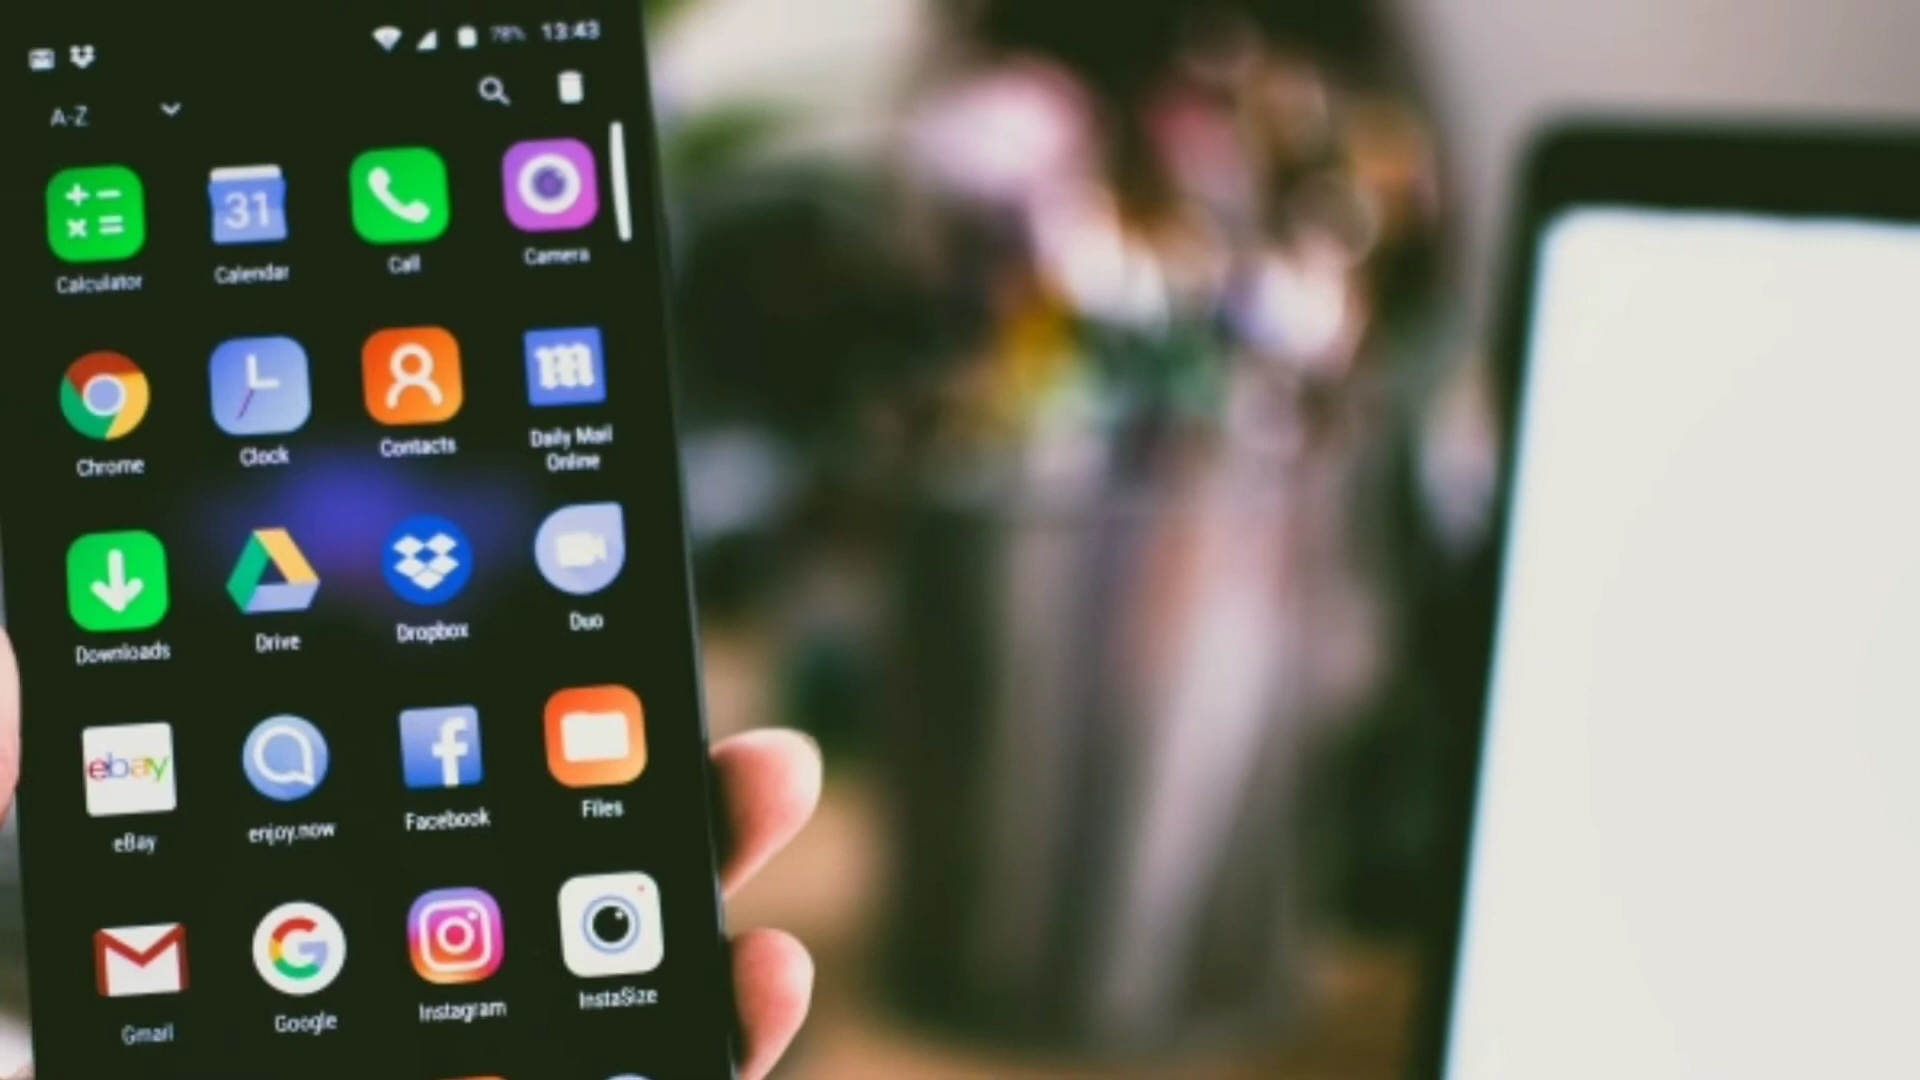 78% 13:43
A-Z
31
Calculator Calendar Call Camera
Chrome Clock Contacts Daily Mail
Online
Downloads Drive Dropbox Duo
ebay
eBay enjoy.now Facebook Files
Gmail Google Instagram InstaSize